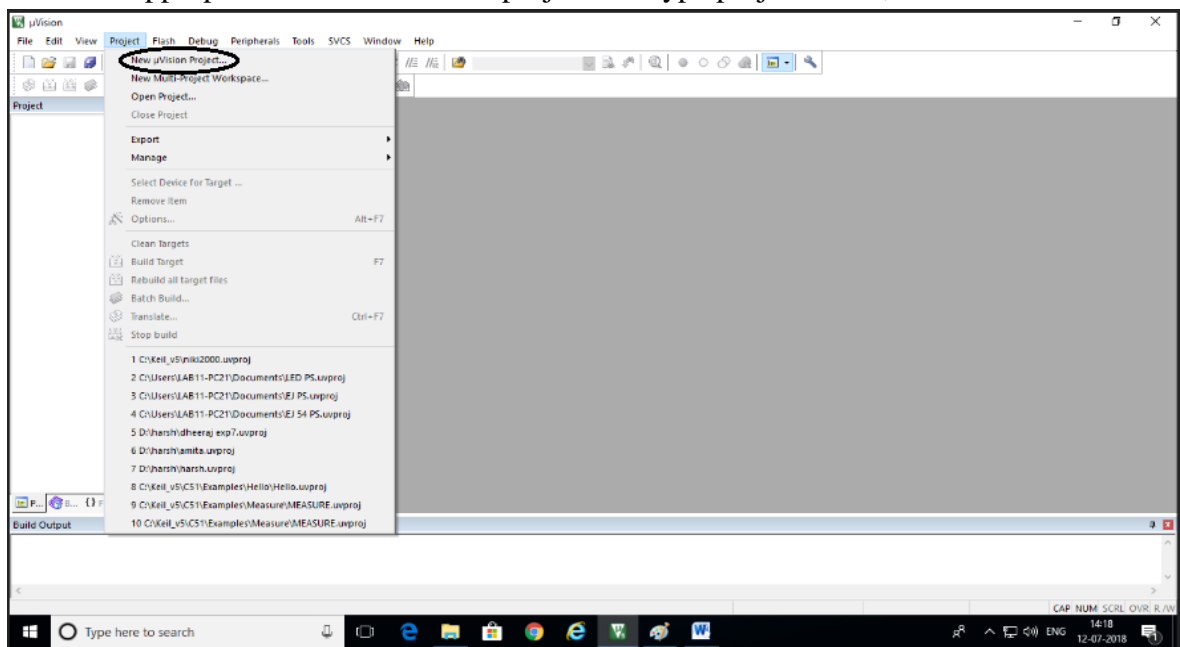 µVision
File Edit View Project Flash Debug Peripherals Tools SVCS Window Help
New µVision Project...
New Multi-Project Workspace...
Project
Open Project...
Close Project
Export
Manage
Select Device for Target ...
Remove Item
Options... Alt+F7
Clean Targets
Build Target F7
Rebuild all target files
Batch Build...
Translate... Ctrl+F7
Stop build
1 C:\Keil_v5\niki2000.uvproj
2 C:\Users\LAB11-PC21\Documents\LED PS.uvproj
3 C:\Users\LAB11-PC21\Documents\EJ PS.uvproj
4 C:\Users\LAB11-PC21\Documents\EJ 54 PS.uvproj
5 D:\harsh\dheeraj exp7.uvproj
6 D:\harsh\amita.uvproj
7 D:\harsh\harsh.uvproj
8 C:\Keil_v5\C51\Examples\Hello\Hello.uvproj
9 C:\Keil_v5\C51\Examples\Measure\MEASURE.uvproj
10 C:\Keil_v5\C51\Examples\Measure\MEASURE.uvproj
P... B... {} F
Build Output
CAP NUM SCRL OVR R/W
Type here to search
ENG
14:18
12-07-2018